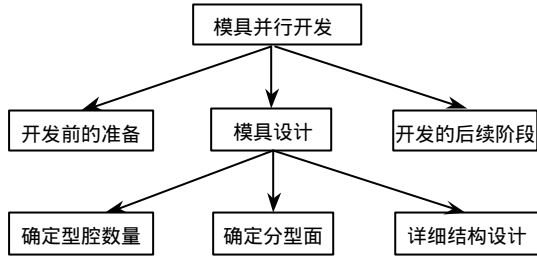 模具并行开发
开发前的准备
模具设计
开发的后续阶段
确定型腔数量
确定分型面
详细结构设计